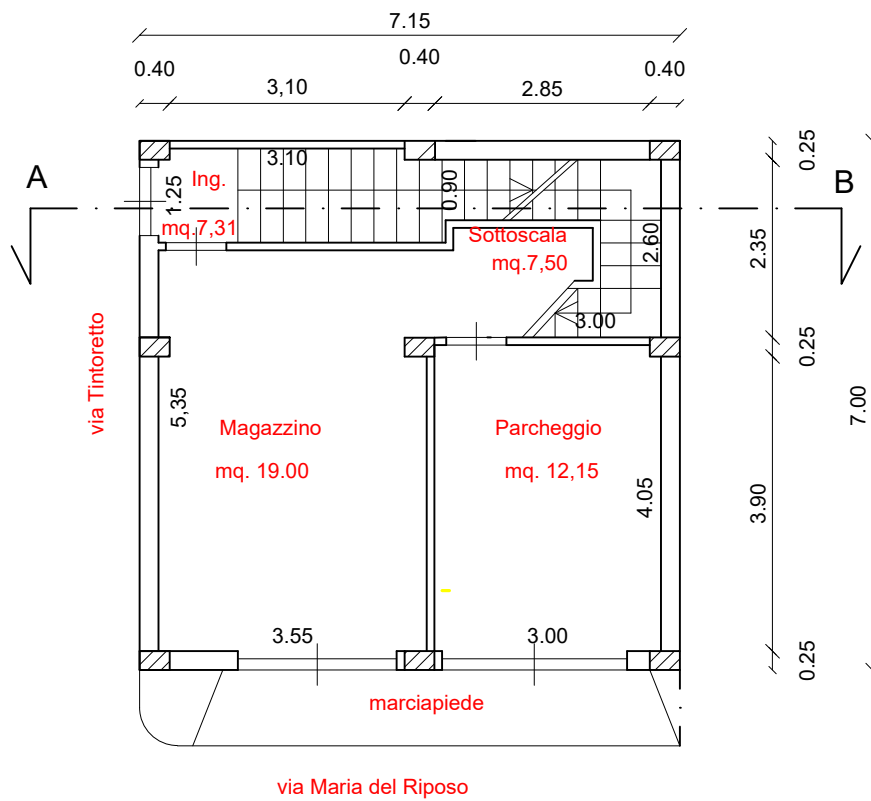 7.15
0.40 0.40 0.40
3,10 2.85
A
B
0.25
3.10
Ing.
1.25
mq.7,31
0.90
Sottoscala
mq.7,50
2.60
2.35
3.00
0.25
via Tintoretto
5,35
Magazzino
mq. 19.00
Parcheggio
mq. 12,15
4.05
3.90
7.00
3.55
3.00
0.25
marciapiede
via Maria del Riposo